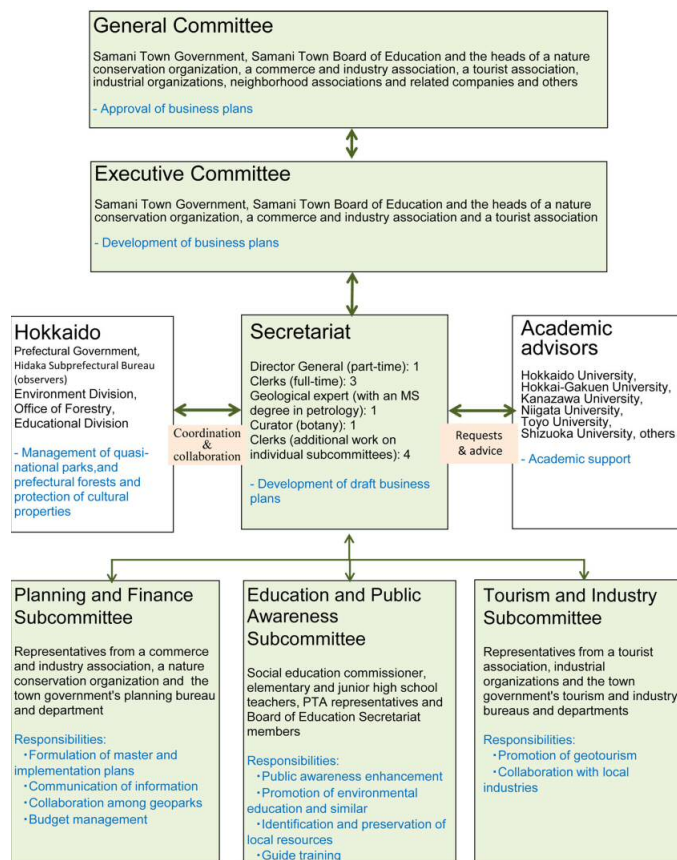 General Committee
Samani Town Government, Samani Town Board of Education and the heads of a nature
conservation organization, a commerce and industry association, a tourist association,
industrial organizations, neighborhood associations and related companies and others
- Approval of business plans
Executive Committee
Samani Town Government, Samani Town Board of Education and the heads of a nature
conservation organization, a commerce and industry association and a tourist association
- Development of business plans
Hokkaido
Prefectural Government,
Hidaka Subprefectural Bureau
(observers)
Environment Division,
Office of Forestry,
Educational Division
- Management of quasi-
national parks,and
prefectural forests and
protection of cultural
properties
Coordination
&
collaboration
Secretariat
Director General (part-time): 1
Clerks (full-time): 3
Geological expert (with an MS
degree in petrology): 1
Curator (botany): 1
Clerks (additional work on
individual subcommittees): 4
- Development of draft business
plans
Requests
& advice
Academic
advisors
Hokkaido University,
Hokkai-Gakuen University,
Kanazawa University,
Niigata University,
Toyo University,
Shizuoka University, others
- Academic support
Planning and Finance
Subcommittee
Representatives from a commerce
and industry association, a nature
conservation organization and the
town government's planning bureau
and department
Responsibilities:
・Formulation of master and
implementation plans
・Communication of information
・Collaboration among geoparks
・Budget management
Education and Public
Awareness
Subcommittee
Social education commissioner,
elementary and junior high school
teachers, PTA representatives and
Board of Education Secretariat
members
Responsibilities:
・Public awareness enhancement
・Promotion of environmental
education and similar
・Identification and preservation of
local resources
・Guide training
Tourism and Industry
Subcommittee
Representatives from a tourist
association, industrial
organizations and the town
government's tourism and industry
bureaus and departments
Responsibilities:
・Promotion of geotourism
・Collaboration with local
industries